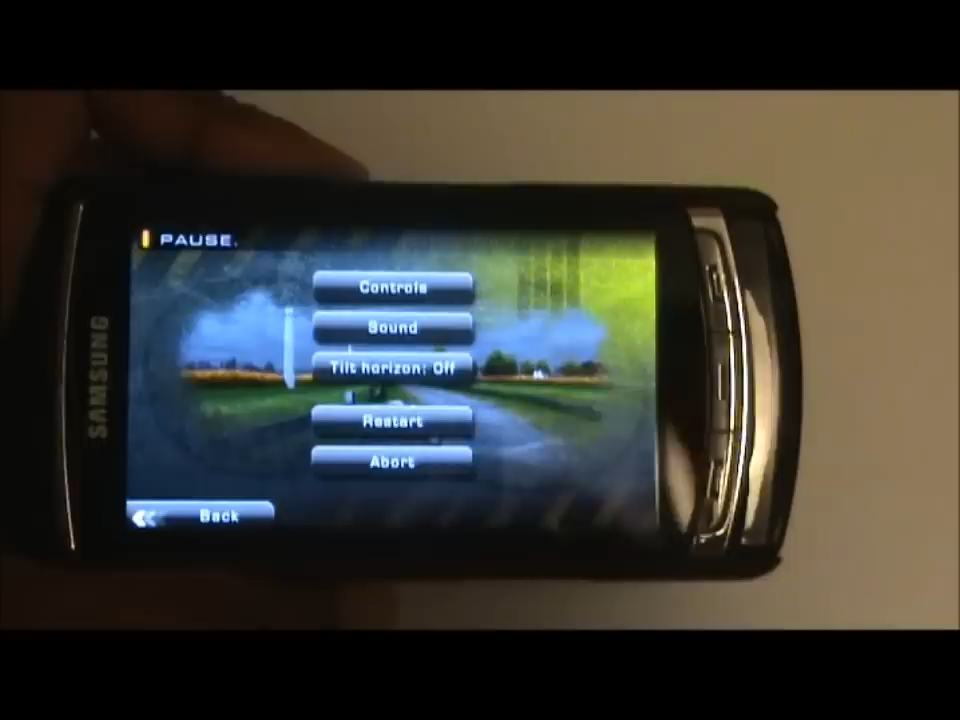 PAUSE.
Controls
Sound
Tilt horizon: Off
Restart
Abort
Back
SAMSUNG